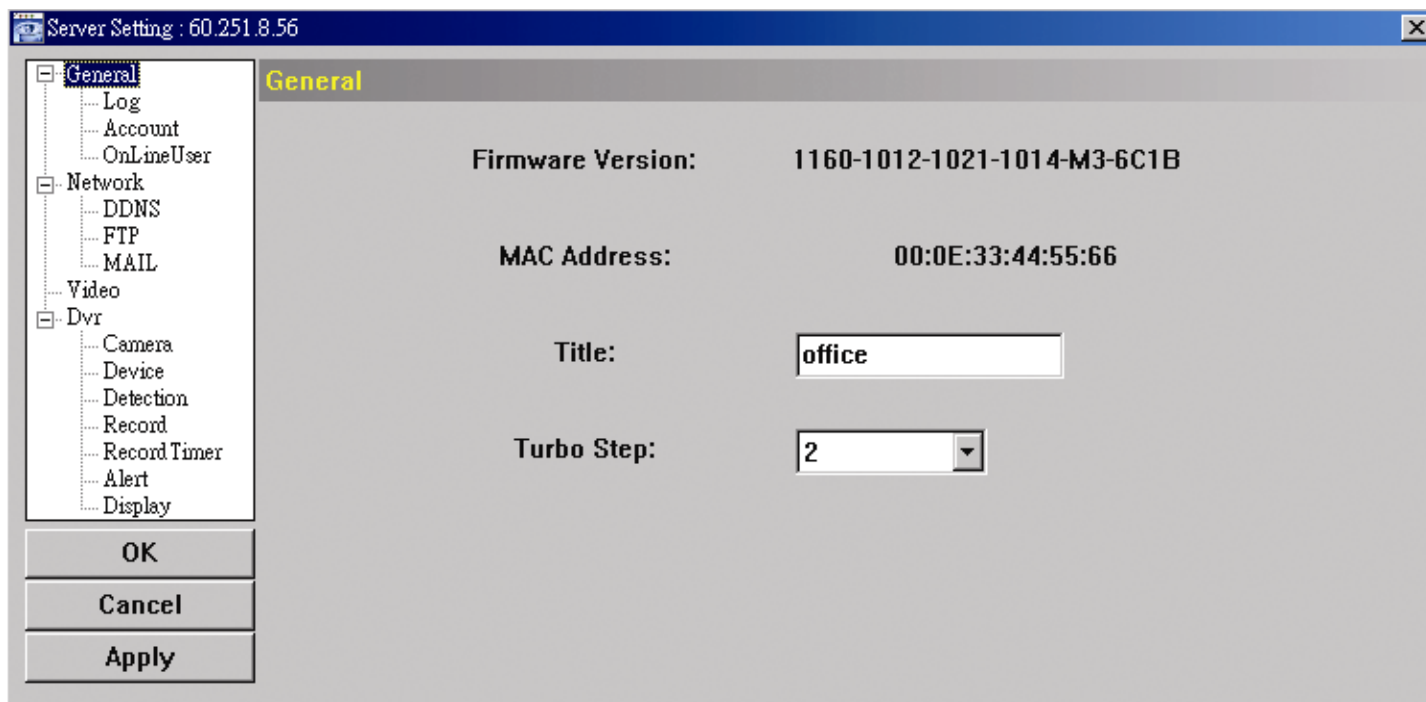 Server Setting : 60.251.8.56
General
Log
Account
OnLineUser
Network
DDNS
FTP
MAIL
Video
Dvr
Camera
Device
Detection
Record
Record Timer
Alert
Display
OK
Cancel
Apply
General
Firmware Version: 1160-1012-1021-1014-M3-6C1B
MAC Address: 00:0E:33:44:55:66
Title: office
Turbo Step: 2